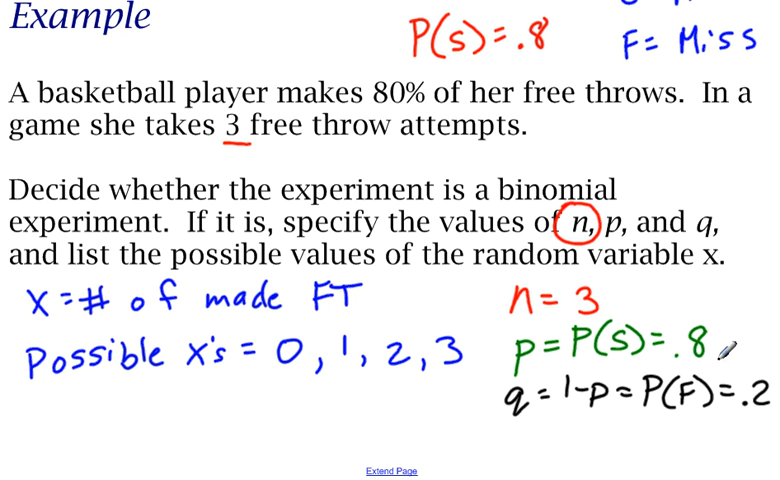 Example
P(S) = .8
F = Miss
A basketball player makes 80% of her free throws. In a
game she takes 3 free throw attempts.
Decide whether the experiment is a binomial
experiment. If it is, specify the values of n, p, and q,
and list the possible values of the random variable x.
x = # of made FT
Possible x's = 0, 1, 2, 3
n = 3
p = P(S) = .8
q = 1-p = P(F) = .2
Extend Page